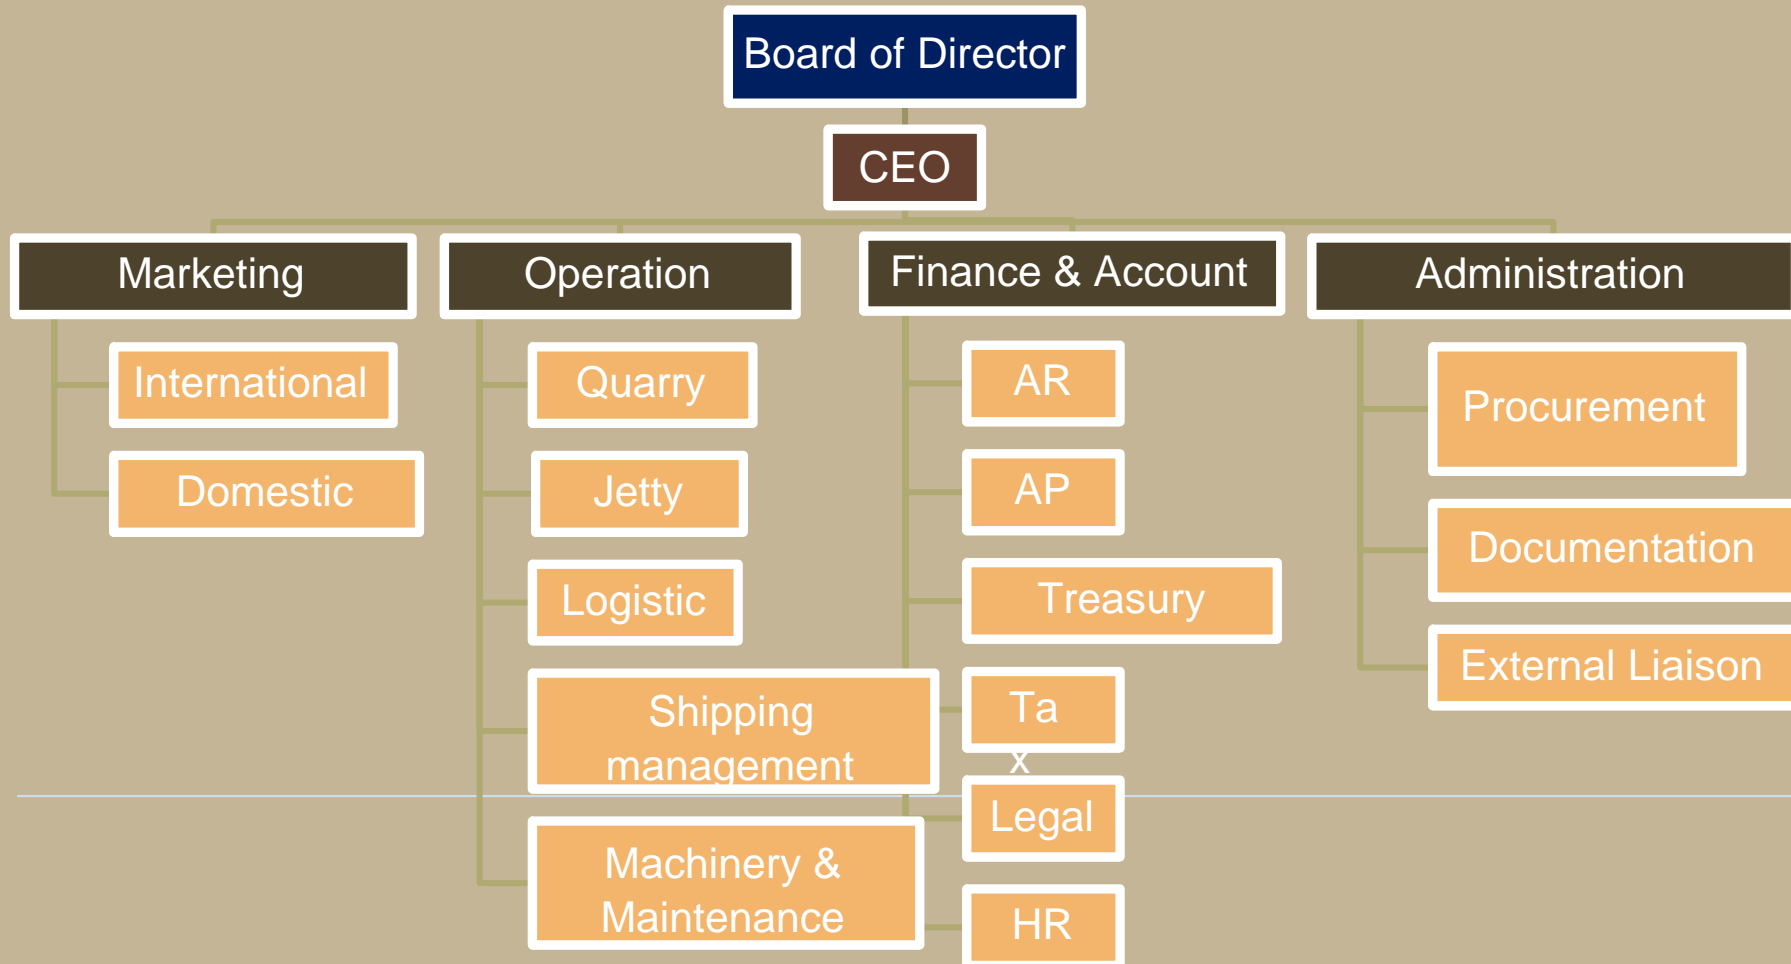 Board of Director
CEO
Marketing
Operation
Finance & Account
Administration
International
Domestic
Quarry
Jetty
Logistic
Shipping
management
Machinery &
Maintenance
AR
AP
Treasury
Ta
x
Legal
HR
Procurement
Documentation
External Liaison